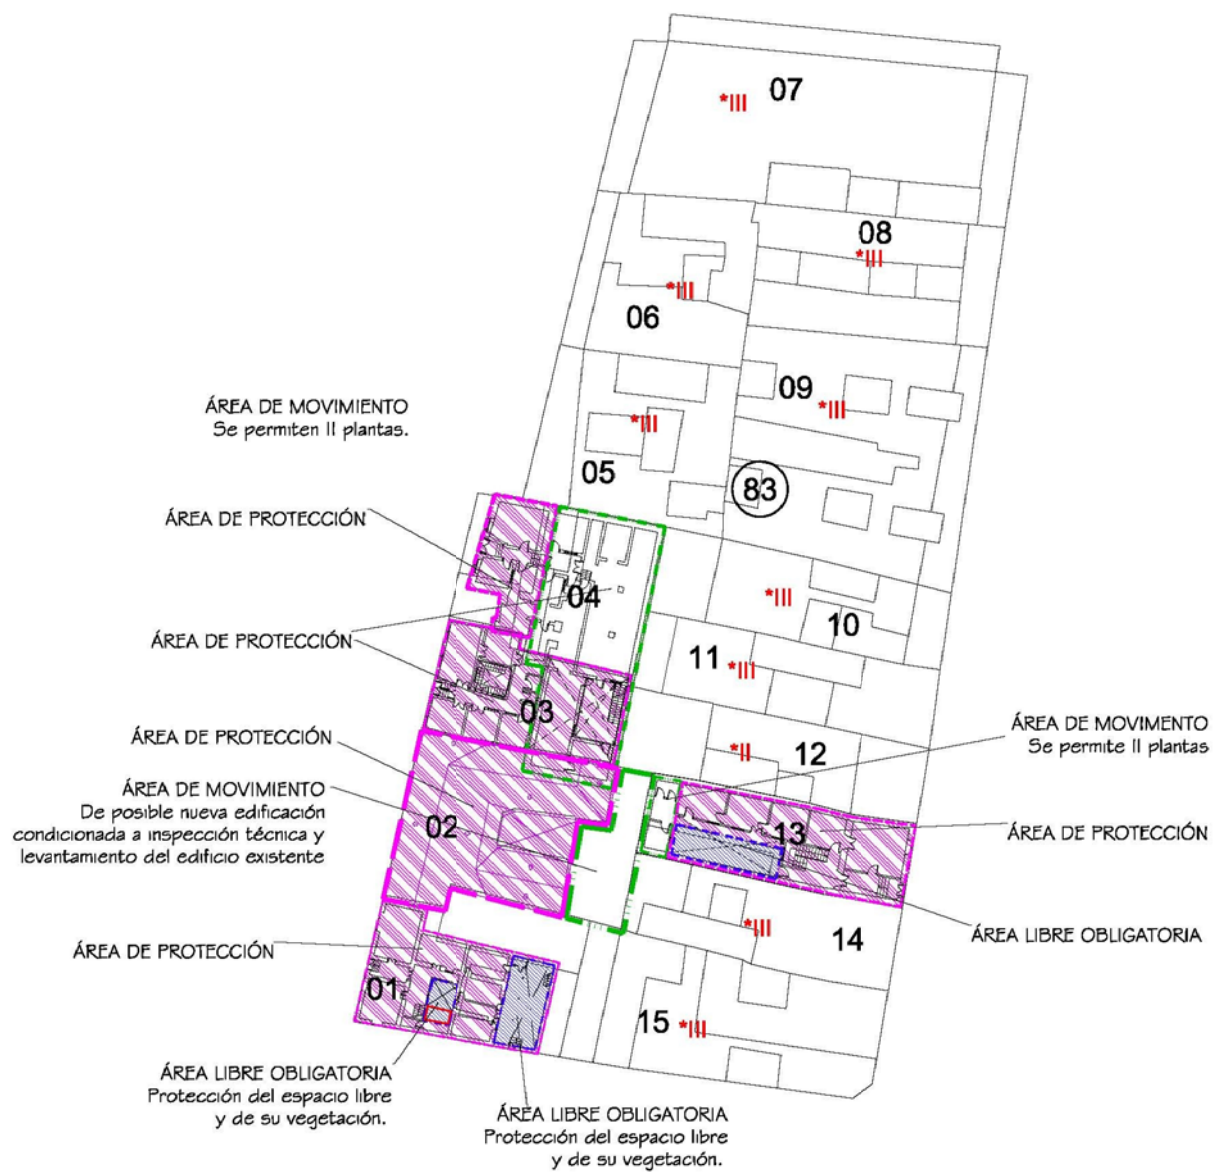 07
*III
08
*III
*III
06
09
*III
ÁREA DE MOVIMIENTO
Se permiten II plantas.
*III
05
83
ÁREA DE PROTECCIÓN
04
*III
10
ÁREA DE PROTECCIÓN
11
*III
03
ÁREA DE MOVIMENTO
Se permite II plantas
ÁREA DE PROTECCIÓN
*II
12
ÁREA DE MOVIMIENTO
De posible nueva edificación
condicionada a inspección técnica y
levantamiento del edificio existente
02
13
ÁREA DE PROTECCIÓN
*III
14
ÁREA LIBRE OBLIGATORIA
ÁREA DE PROTECCIÓN
01
15
*III
ÁREA LIBRE OBLIGATORIA
Protección del espacio libre
y de su vegetación.
ÁREA LIBRE OBLIGATORIA
Protección del espacio libre
y de su vegetación.